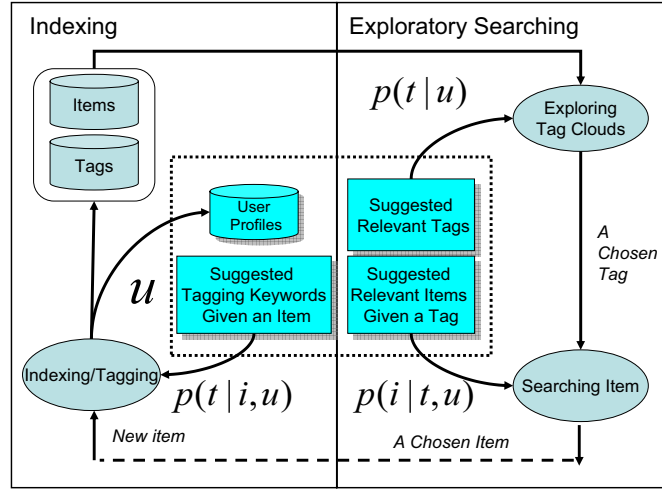 Indexing
Exploratory Searching
Items
Tags
p(t | u)
Exploring
Tag Clouds
User
Profiles
Suggested
Relevant Tags
A
Chosen
Tag
u
Suggested
Tagging Keywords
Given an Item
Suggested
Relevant Items
Given a Tag
Indexing/Tagging
p(t | i,u)
p(i | t,u)
Searching Item
New item
A Chosen Item